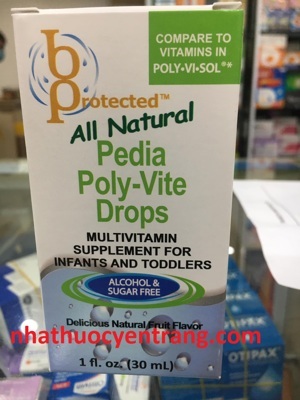 COMPARE TO
VITAMINS IN
POLY•VI•SOL®*
b Protected™
All Natural
Pedia
Poly-Vite
Drops
MULTIVITAMIN
SUPPLEMENT FOR
INFANTS AND TODDLERS
ALCOHOL &
SUGAR FREE
Delicious Natural Fruit Flavor
nhathuocyentrang.com
1 fl. oz. (30 mL)
OTIPAX